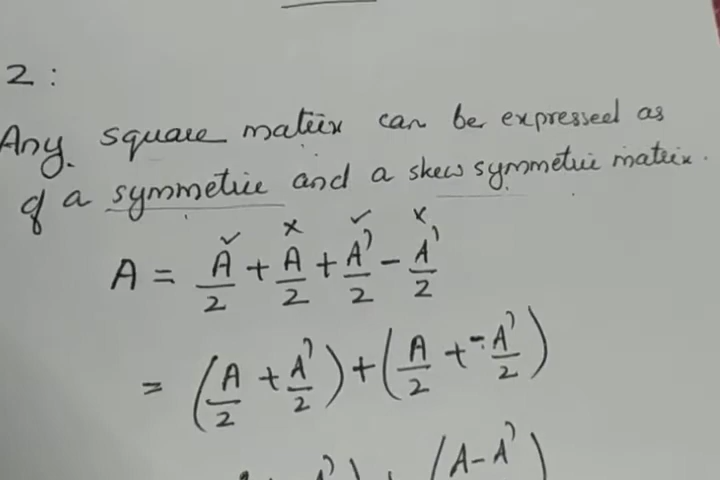 2 :
Any square matrix can be expressed as
of a symmetric and a skew symmetric matrix.
A = A/2 + A/2 + A'/2 - A'/2
= (A/2 + A'/2) + (A/2 + - A'/2)
(A - A')